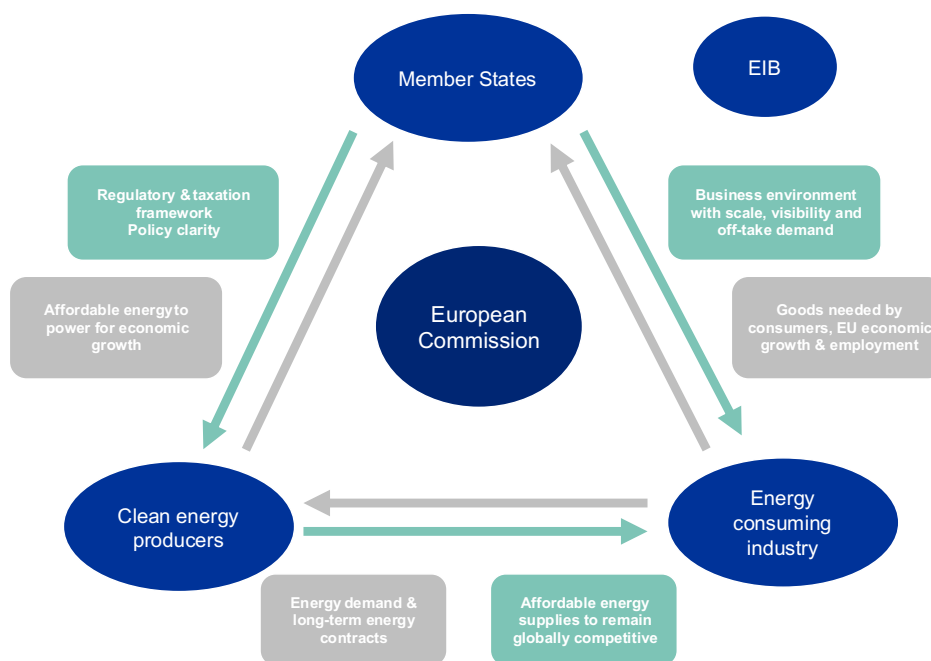 Member States
EIB
Regulatory & taxation
framework
Policy clarity
Business environment
with scale, visibility and
off-take demand
Affordable energy to
power for economic
growth
European
Commission
Goods needed by
consumers, EU economic
growth & employment
Clean energy
producers
Energy
consuming
industry
Energy demand &
long-term energy
contracts
Affordable energy
supplies to remain
globally competitive